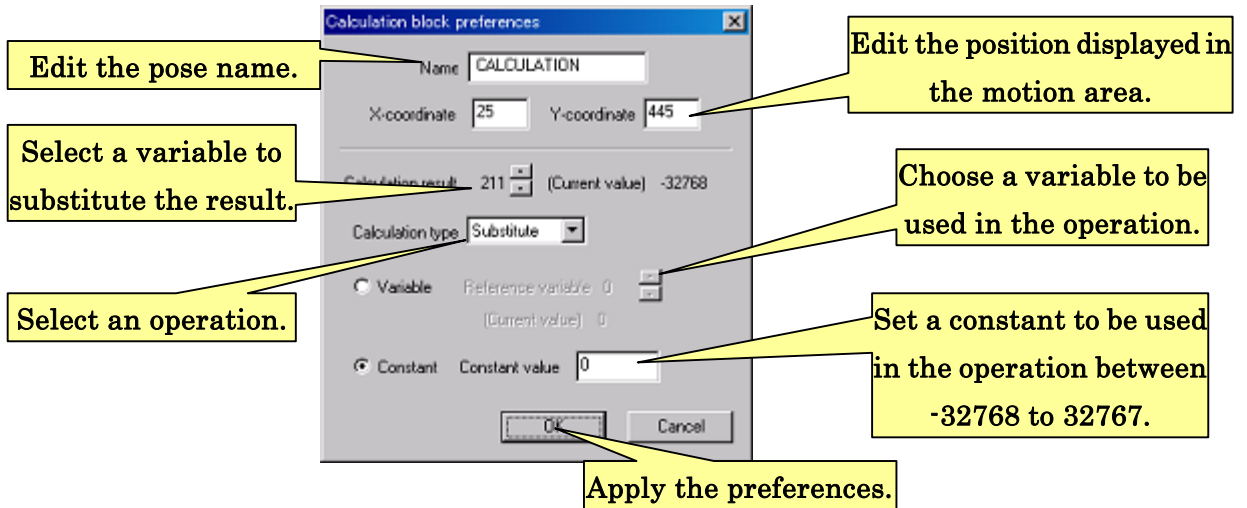 Calculation block preferences
Edit the pose name.
Name CALCULATION
Edit the position displayed in
the motion area.
X-coordinate 25 Y-coordinate 445
Select a variable to
substitute the result.
Calculation result 211 (Current value) -32768
Choose a variable to be
used in the operation.
Calculation type Substitute
Variable Reference variable 0
(Current value) 0
Select an operation.
Set a constant to be used
in the operation between
-32768 to 32767.
Constant Constant value 0
OK Cancel
Apply the preferences.